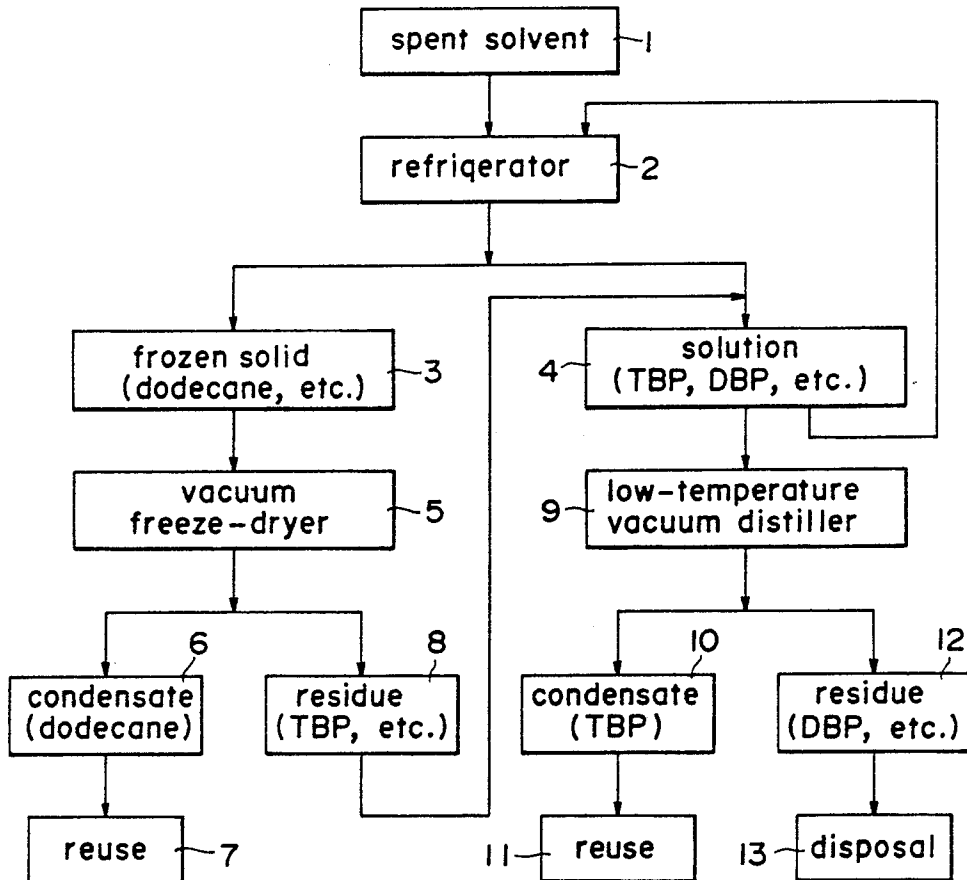 spent solvent
1
refriqerator
2
frozen solid
(dodecane, etc.)
3
4
solution
(TBP, DBP, etc.)
vacuum
freeze-dryer
5
9
low-temperature
vacuum distiller
6
condensate
(dodecane)
8
residue
(TBP, etc.)
10
condensate
(TBP)
12
residue
(DBP, etc.)
reuse
7
11
reuse
13
disposal